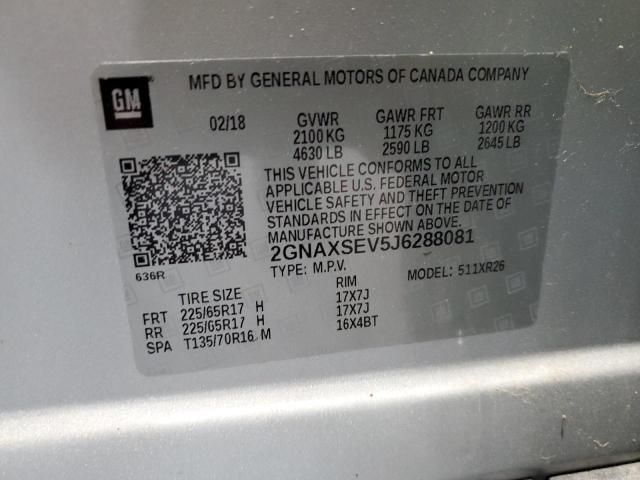 GM
MFD BY GENERAL MOTORS OF CANADA COMPANY
02/18 GVWR GAWR FRT GAWR RR
2100 KG 1175 KG 1200 KG
4630 LB 2590 LB 2645 LB
THIS VEHICLE CONFORMS TO ALL
APPLICABLE U.S. FEDERAL MOTOR
VEHICLE SAFETY AND THEFT PREVENTION
STANDARDS IN EFFECT ON THE DATE OF
MANUFACTURE SHOWN ABOVE.
2GNAXSEV5J6288081
636R
TYPE: M.P.V. MODEL: 511XR26
TIRE SIZE RIM
FRT 225/65R17 H 17X7J
RR 225/65R17 H 17X7J
SPA T135/70R16 M 16X4BT